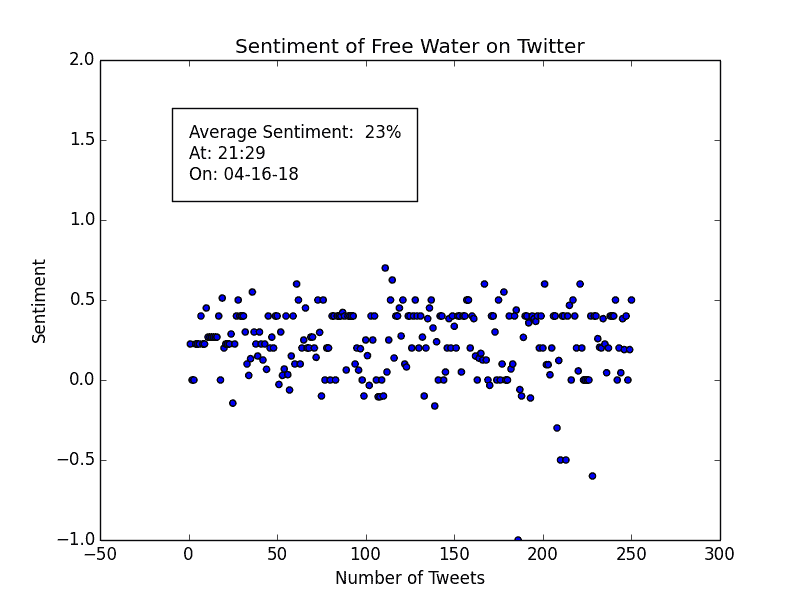 Sentiment of Free Water on Twitter
2.0
Average Sentiment:  23%
At: 21:29
On: 04-16-18
1.5
1.0
0.5
0.0
−0.5
−1.0
Sentiment
−50 0 50 100 150 200 250 300
Number of Tweets